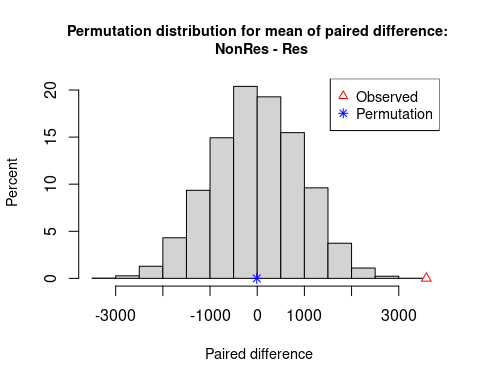 Permutation distribution for mean of paired difference:
NonRes - Res
Observed
Permutation
Percent
20
15
10
5
0
-3000 -1000 0 1000 3000
Paired difference